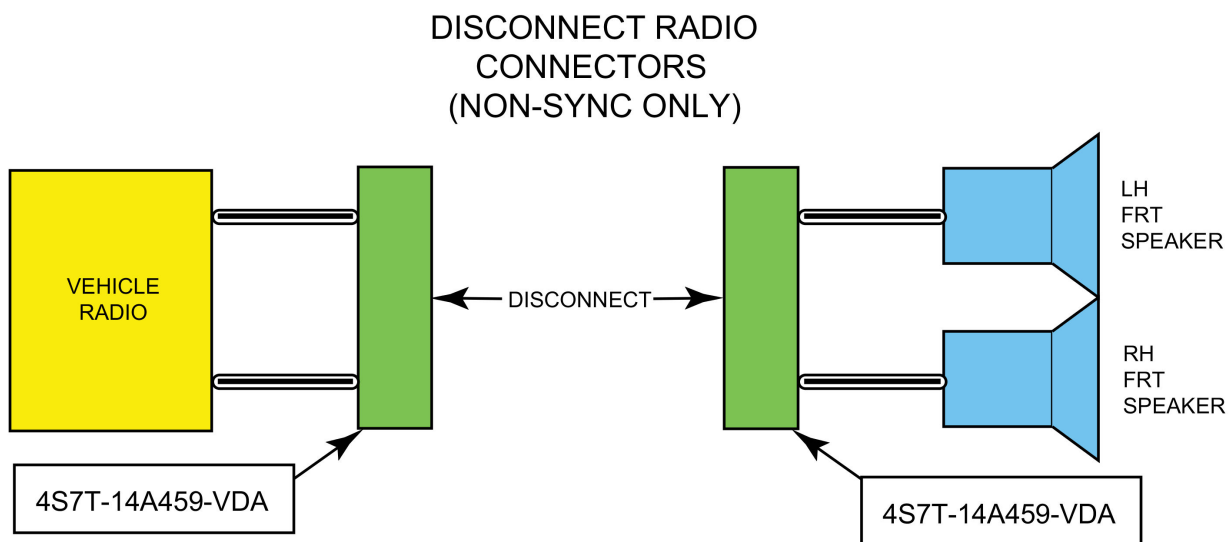 DISCONNECT RADIO
CONNECTORS
(NON-SYNC ONLY)
VEHICLE
RADIO
DISCONNECT
LH
FRT
SPEAKER
RH
FRT
SPEAKER
4S7T-14A459-VDA
4S7T-14A459-VDA